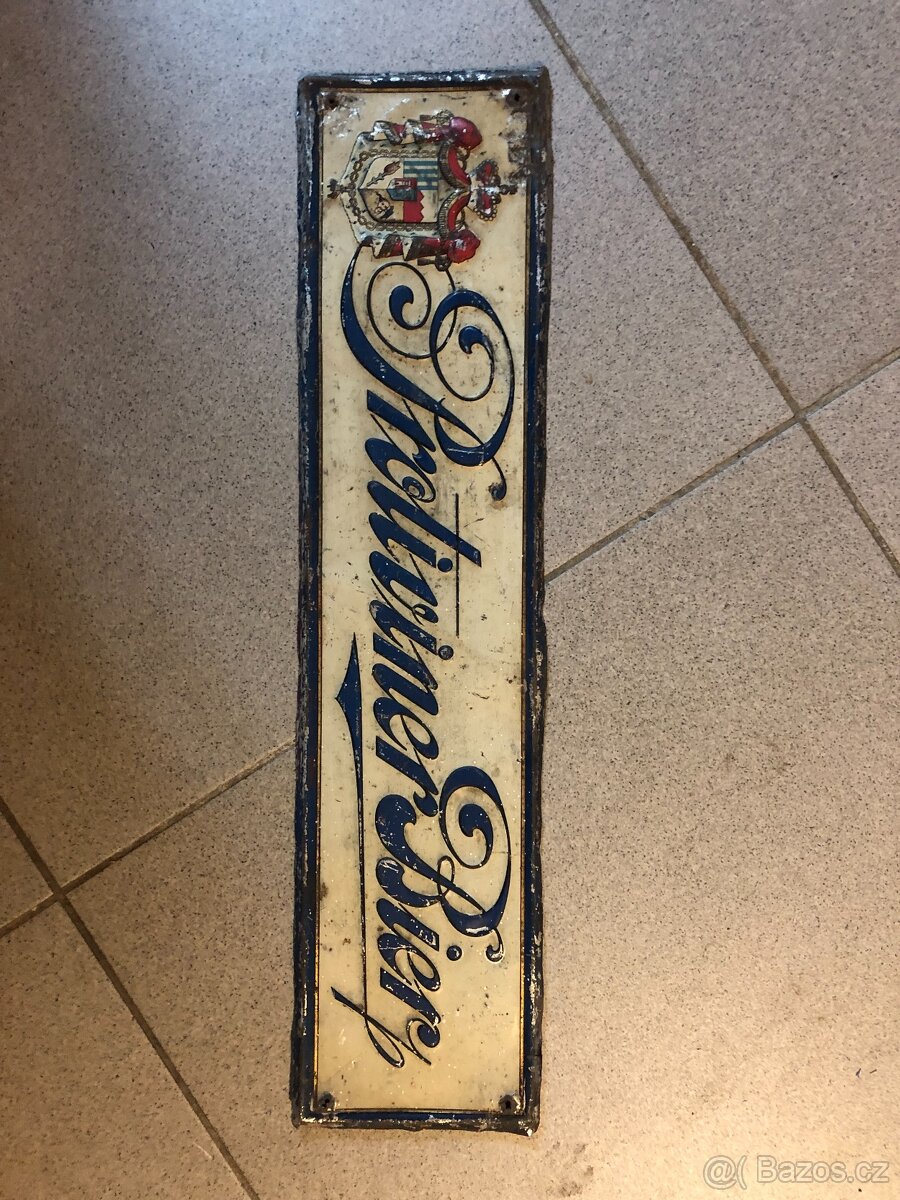 Protiviner Bier
@( Bazos.cz